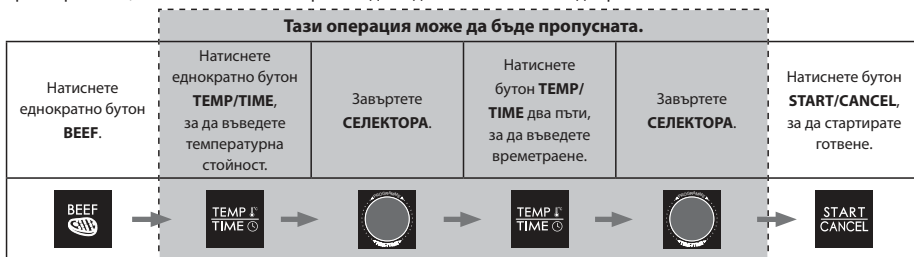 Тази операция може да бъде пропусната.
Натиснете
еднократно бутон
BEEF.
Натиснете
еднократно бутон
TEMP/TIME,
за да въведете
температурна
стойност.
Завъртете
СЕЛЕКТОРА.
Натиснете
бутон TEMP/
TIME два пъти,
за да въведете
времетраене.
Завъртете
СЕЛЕКТОРА.
Натиснете бутон
START/CANCEL,
за да стартирате
готвене.
BEEF
TEMP
TIME
TEMP
TIME
START
CANCEL